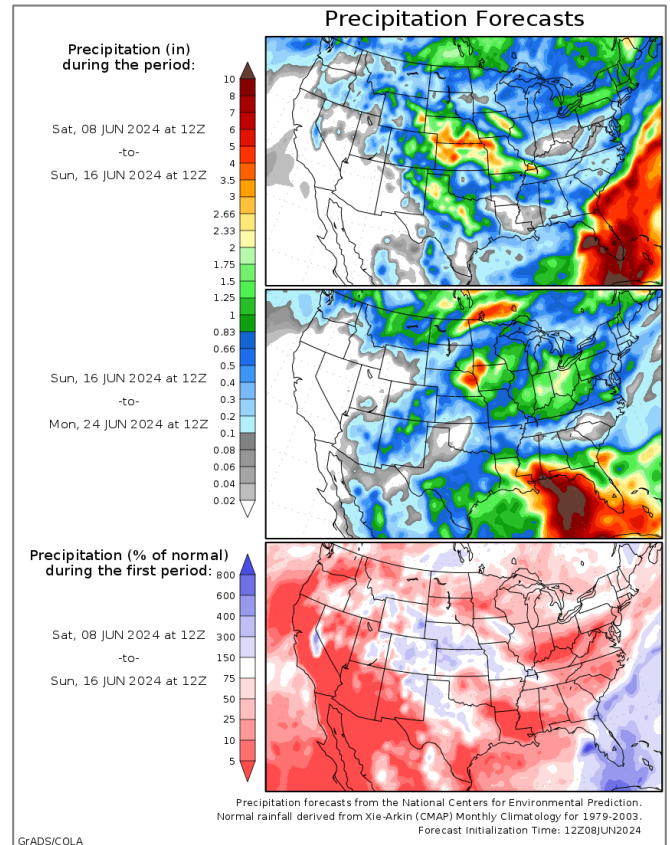 Precipitation Forecasts
Precipitation (in)
during the period:
Sat, 08 JUN 2024 at 12Z
-to-
Sun, 16 JUN 2024 at 12Z
10
8
7
6
5
4
3.5
3
2.66
2.33
2
1.75
1.5
1.25
1
0.83
0.66
0.5
0.4
0.3
0.2
0.1
0.08
0.06
0.04
0.02
Sun, 16 JUN 2024 at 12Z
-to-
Mon, 24 JUN 2024 at 12Z
Precipitation (% of normal)
during the first period:
800
600
400
300
150
75
50
25
10
5
Sat, 08 JUN 2024 at 12Z
-to-
Sun, 16 JUN 2024 at 12Z
Precipitation forecasts from the National Centers for Environmental Prediction.
Normal rainfall derived from Xie-Arkin (CMAP) Monthly Climatology for 1979-2003.
Forecast Initialization Time: 12Z08JUN2024
GrADS/COLA